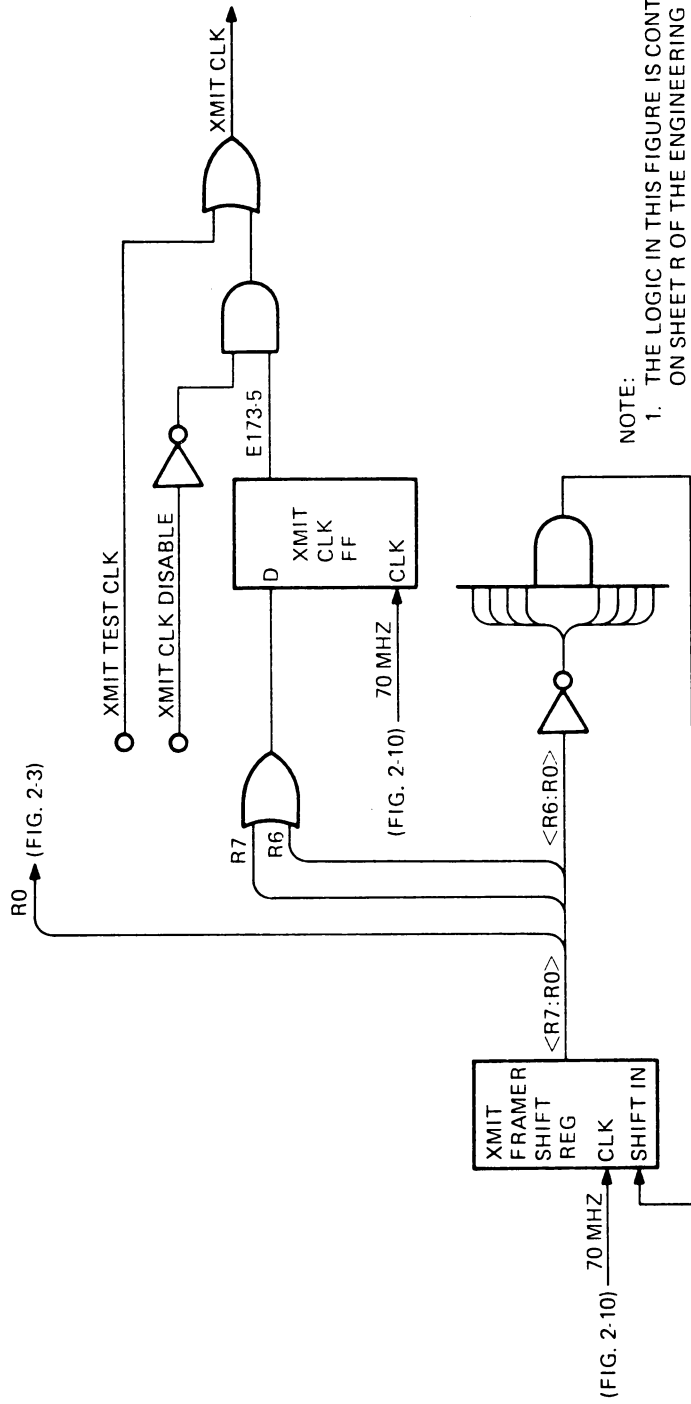 R0
(FIG. 2-3)
XMIT TEST CLK
XMIT CLK DISABLE
XMIT CLK
E173-5
D
XMIT
CLK
FF
CLK
R7
R6
70 MHZ
(FIG. 2-10)
<R7:R0>
<R6:R0>
XMIT
FRAMER
SHIFT
REG
CLK
SHIFT IN
70 MHZ
(FIG. 2-10)
NOTE:
1. THE LOGIC IN THIS FIGURE IS CONT
ON SHEET R OF THE ENGINEERING